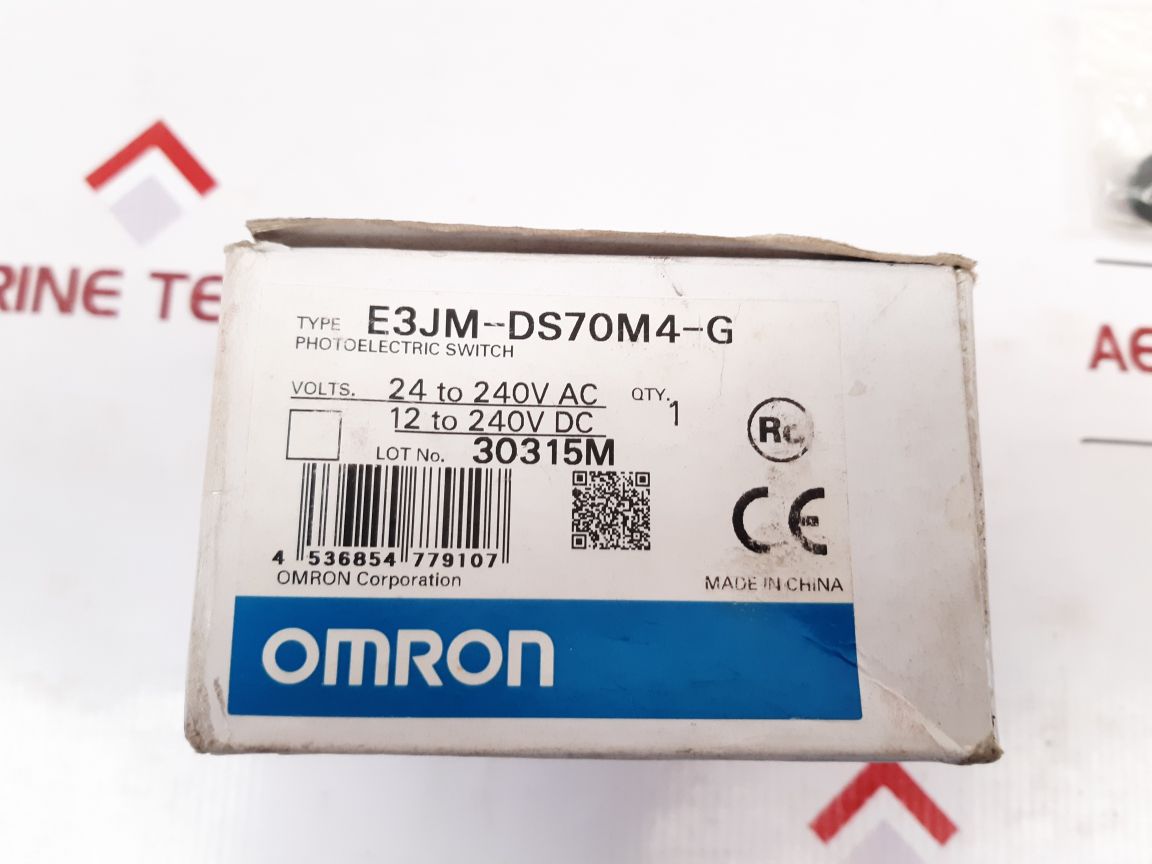 RINE TE
AE
TYPE E3JM-DS70M4-G
PHOTOELECTRIC SWITCH
VOLTS. 24 to 240V AC QTY. 1
12 to 240V DC
LOT No. 30315M
4 536854 779107
OMRON Corporation
MADE IN CHINA
CE
OMRON